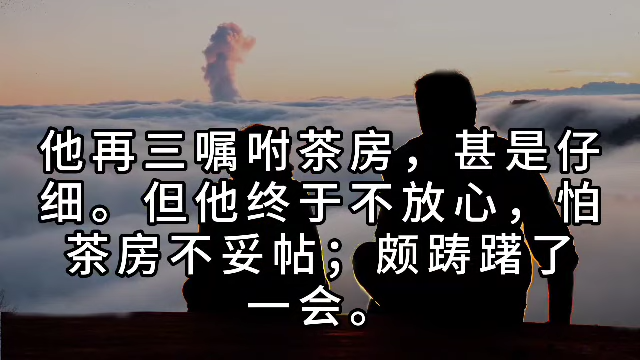 他再三嘱咐茶房，甚是仔
细。但他终于不放心，怕
茶房不妥帖；颇踌躇了
一会。